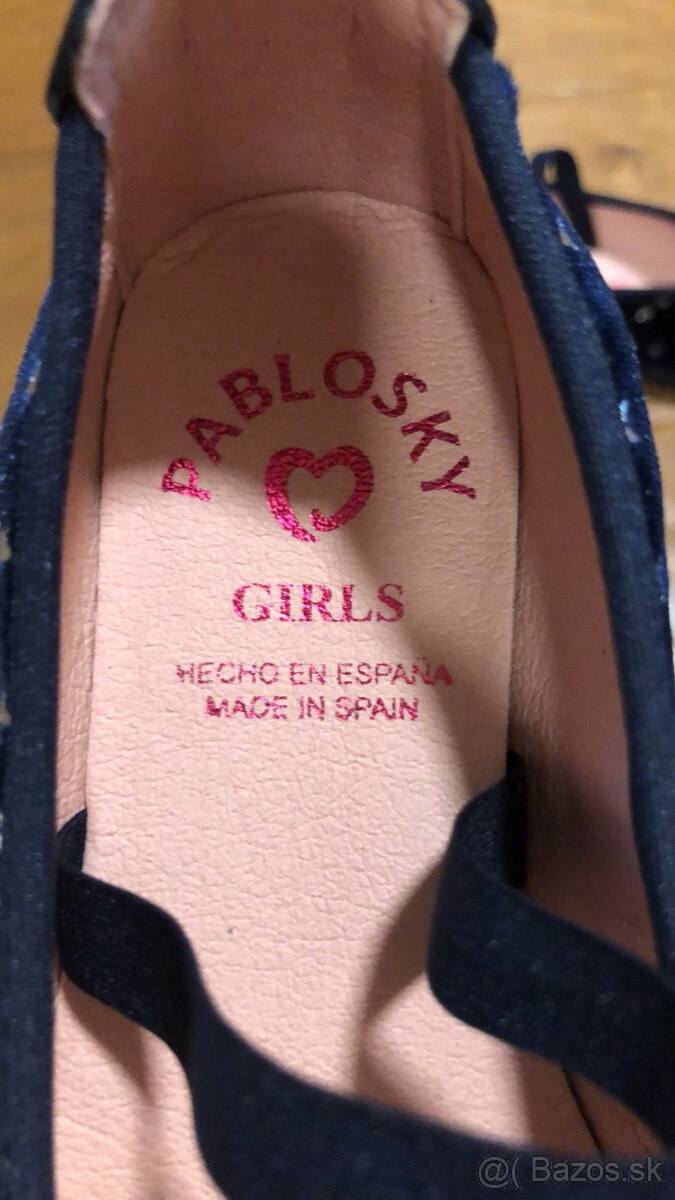 PABLOSKY
GIRLS
HECHO EN ESPAÑA
MADE IN SPAIN
@( Bazos.sk